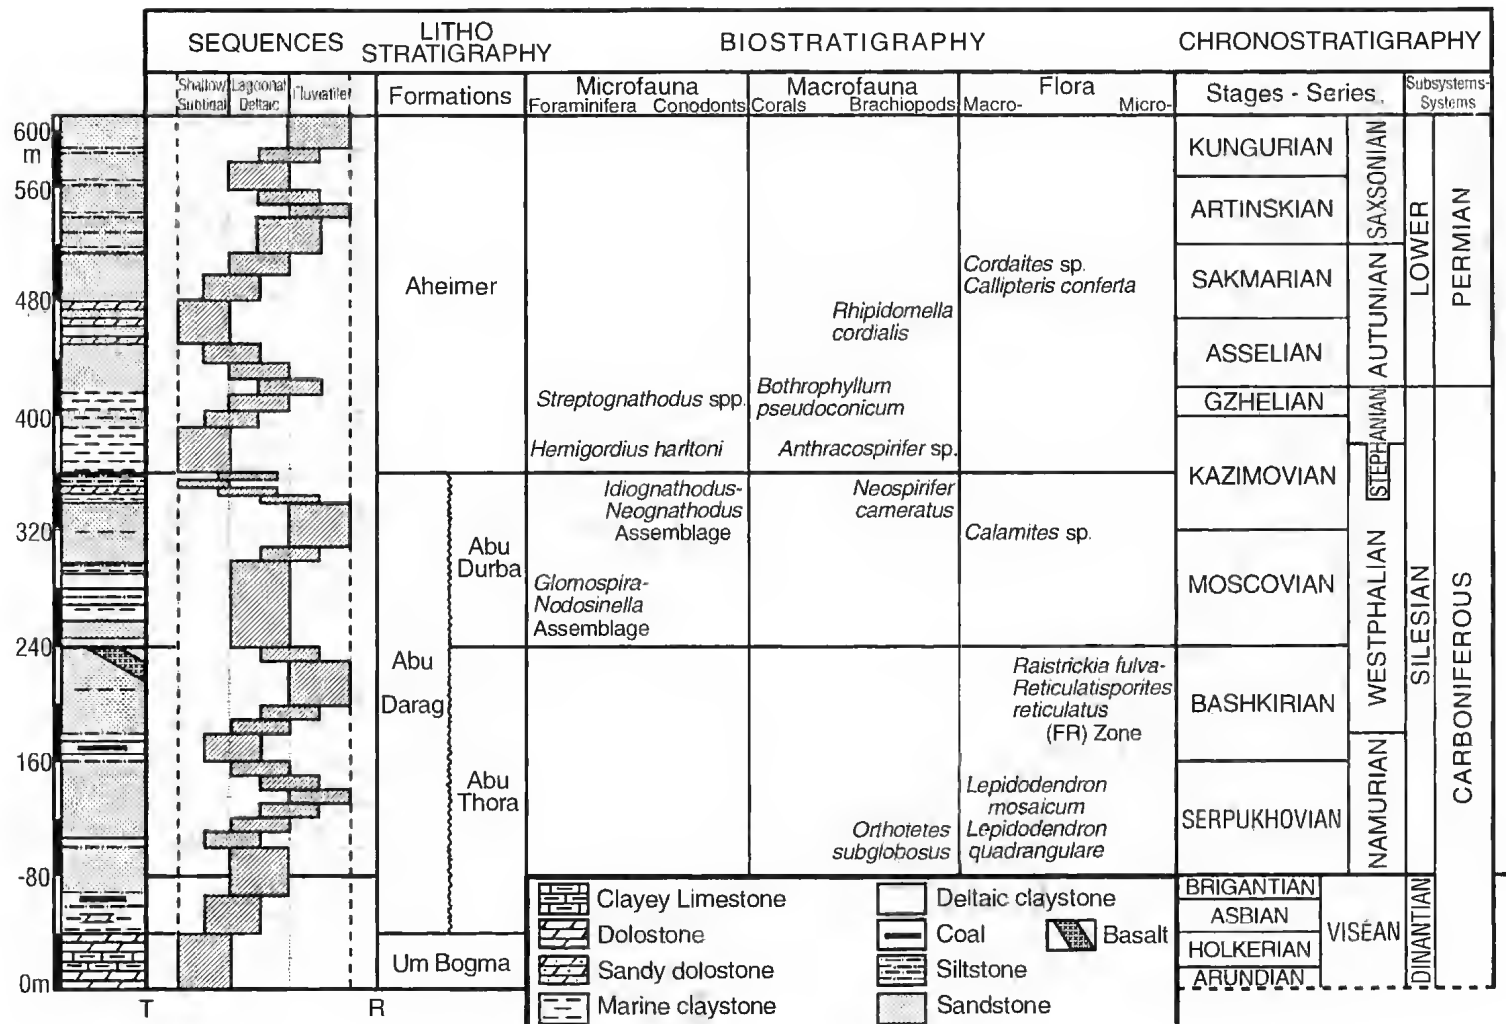 SEQUENCES
LITHO
STRATIGRAPHY
BIOSTRATIGRAPHY
CHRONOSTRATIGRAPHY
Shallow
Subtidal
Lagoonal
Deltaic
Fluviatile
Formations
Microfauna
Foraminifera Conodonts
Macrofauna
Corals Brachiopods
Flora
Macro- Micro-
Stages - Series
Subsystems-
Systems
600
m
560
480
400
320
240
160
-80
0m
T
R
Aheimer
Abu
Durba
Abu
Darag
Abu
Thora
Um Bogma
Streptognathodus spp.
Hemigordius harltoni
Idiognathodus-
Neognathodus
Assemblage
Glomospira-
Nodosinella
Assemblage
Rhipidomella
cordialis
Bothrophyllum
pseudoconicum
Anthracospirifer sp.
Neospirifer
cameratus
Orthotetes
subglobosus
Cordaites sp.
Callipteris conferta
Calamites sp.
Raistrickia fulva-
Reticulatisporites
reticulatus
(FR) Zone
Lepidodendron
mosaicum
Lepidodendron
quadrangulare
KUNGURIAN
ARTINSKIAN
SAKMARIAN
ASSELIAN
GZHELIAN
KAZIMOVIAN
MOSCOVIAN
BASHKIRIAN
SERPUKHOVIAN
BRIGANTIAN
ASBIAN
HOLKERIAN
ARUNDIAN
SAXSONIAN
AUTUNIAN
STEPHANIAN
WESTPHALIAN
NAMURIAN
VISÉAN
LOWER
SILESIAN
DINANTIAN
PERMIAN
CARBONIFEROUS
Clayey Limestone
Dolostone
Sandy dolostone
Marine claystone
Deltaic claystone
Coal
Basalt
Siltstone
Sandstone